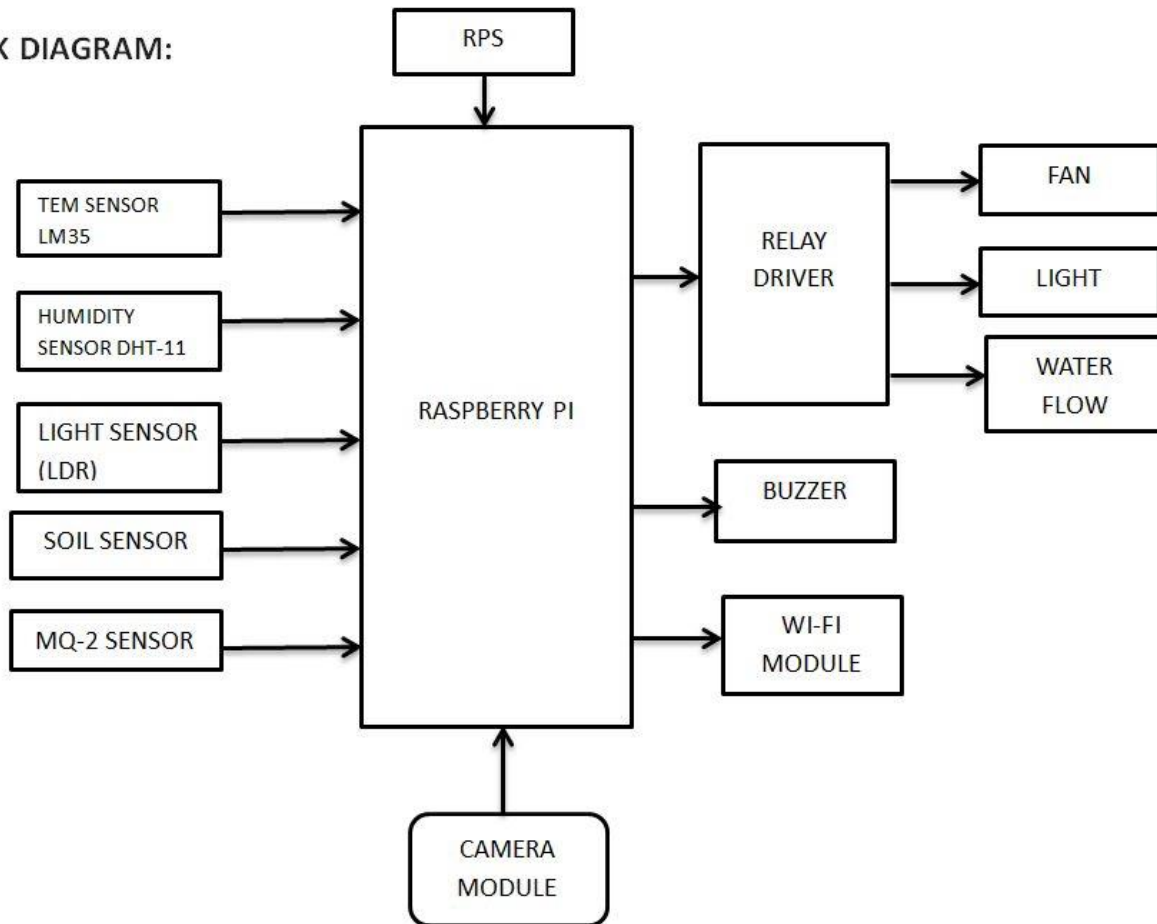 K DIAGRAM:
RPS
TEM SENSOR
LM35
HUMIDITY
SENSOR DHT-11
LIGHT SENSOR
(LDR)
SOIL SENSOR
MQ-2 SENSOR
RASPBERRY PI
RELAY
DRIVER
FAN
LIGHT
WATER
FLOW
BUZZER
WI-FI
MODULE
CAMERA
MODULE